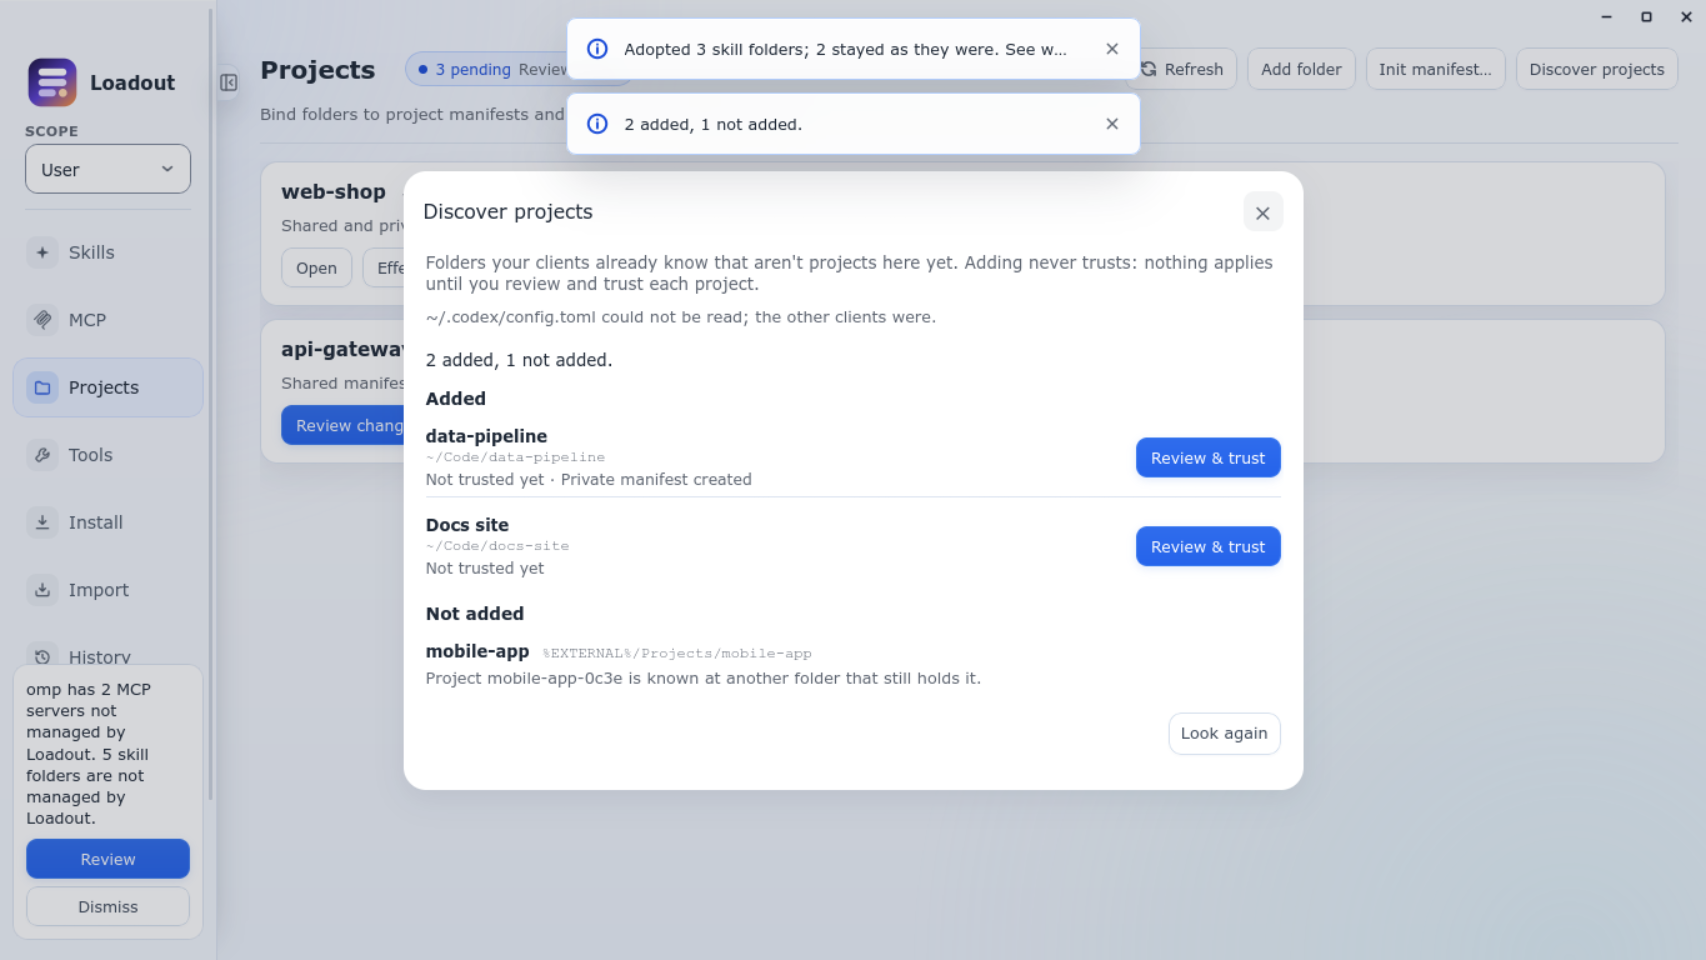 Loadout
SCOPE
User
Skills
MCP
Projects
Tools
Install
Import
History
omp has 2 MCP
servers not
managed by
Loadout. 5 skill
folders are not
managed by
Loadout.
Review
Dismiss
Projects
3 pending
Refresh
Add folder
Init manifest...
Discover projects
Bind folders to project manifests and
Adopted 3 skill folders; 2 stayed as they were. See w...
2 added, 1 not added.
web-shop
Shared and
Open
api-gateway
Shared
Review
Discover projects
Folders your clients already know that aren't projects here yet. Adding never trusts: nothing applies
until you review and trust each project.
~/.codex/config.toml could not be read; the other clients were.
2 added, 1 not added.
Added
data-pipeline
~/Code/data-pipeline
Not trusted yet · Private manifest created
Review & trust
Docs site
~/Code/docs-site
Not trusted yet
Review & trust
Not added
mobile-app %EXTERNAL%/Projects/mobile-app
Project mobile-app-0c3e is known at another folder that still holds it.
Look again